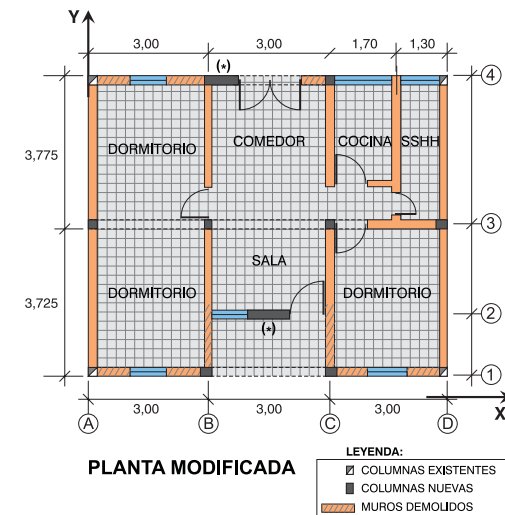 Y
3,00 3,00 1,70 1,30
(*)
4
DORMITORIO COMEDOR COCINA SSHH
3,775
3
SALA
DORMITORIO DORMITORIO
3,725
2
(*)
1
X
3,00 3,00 3,00
A B C D
PLANTA MODIFICADA
LEYENDA:
COLUMNAS EXISTENTES
COLUMNAS NUEVAS
MUROS DEMOLIDOS